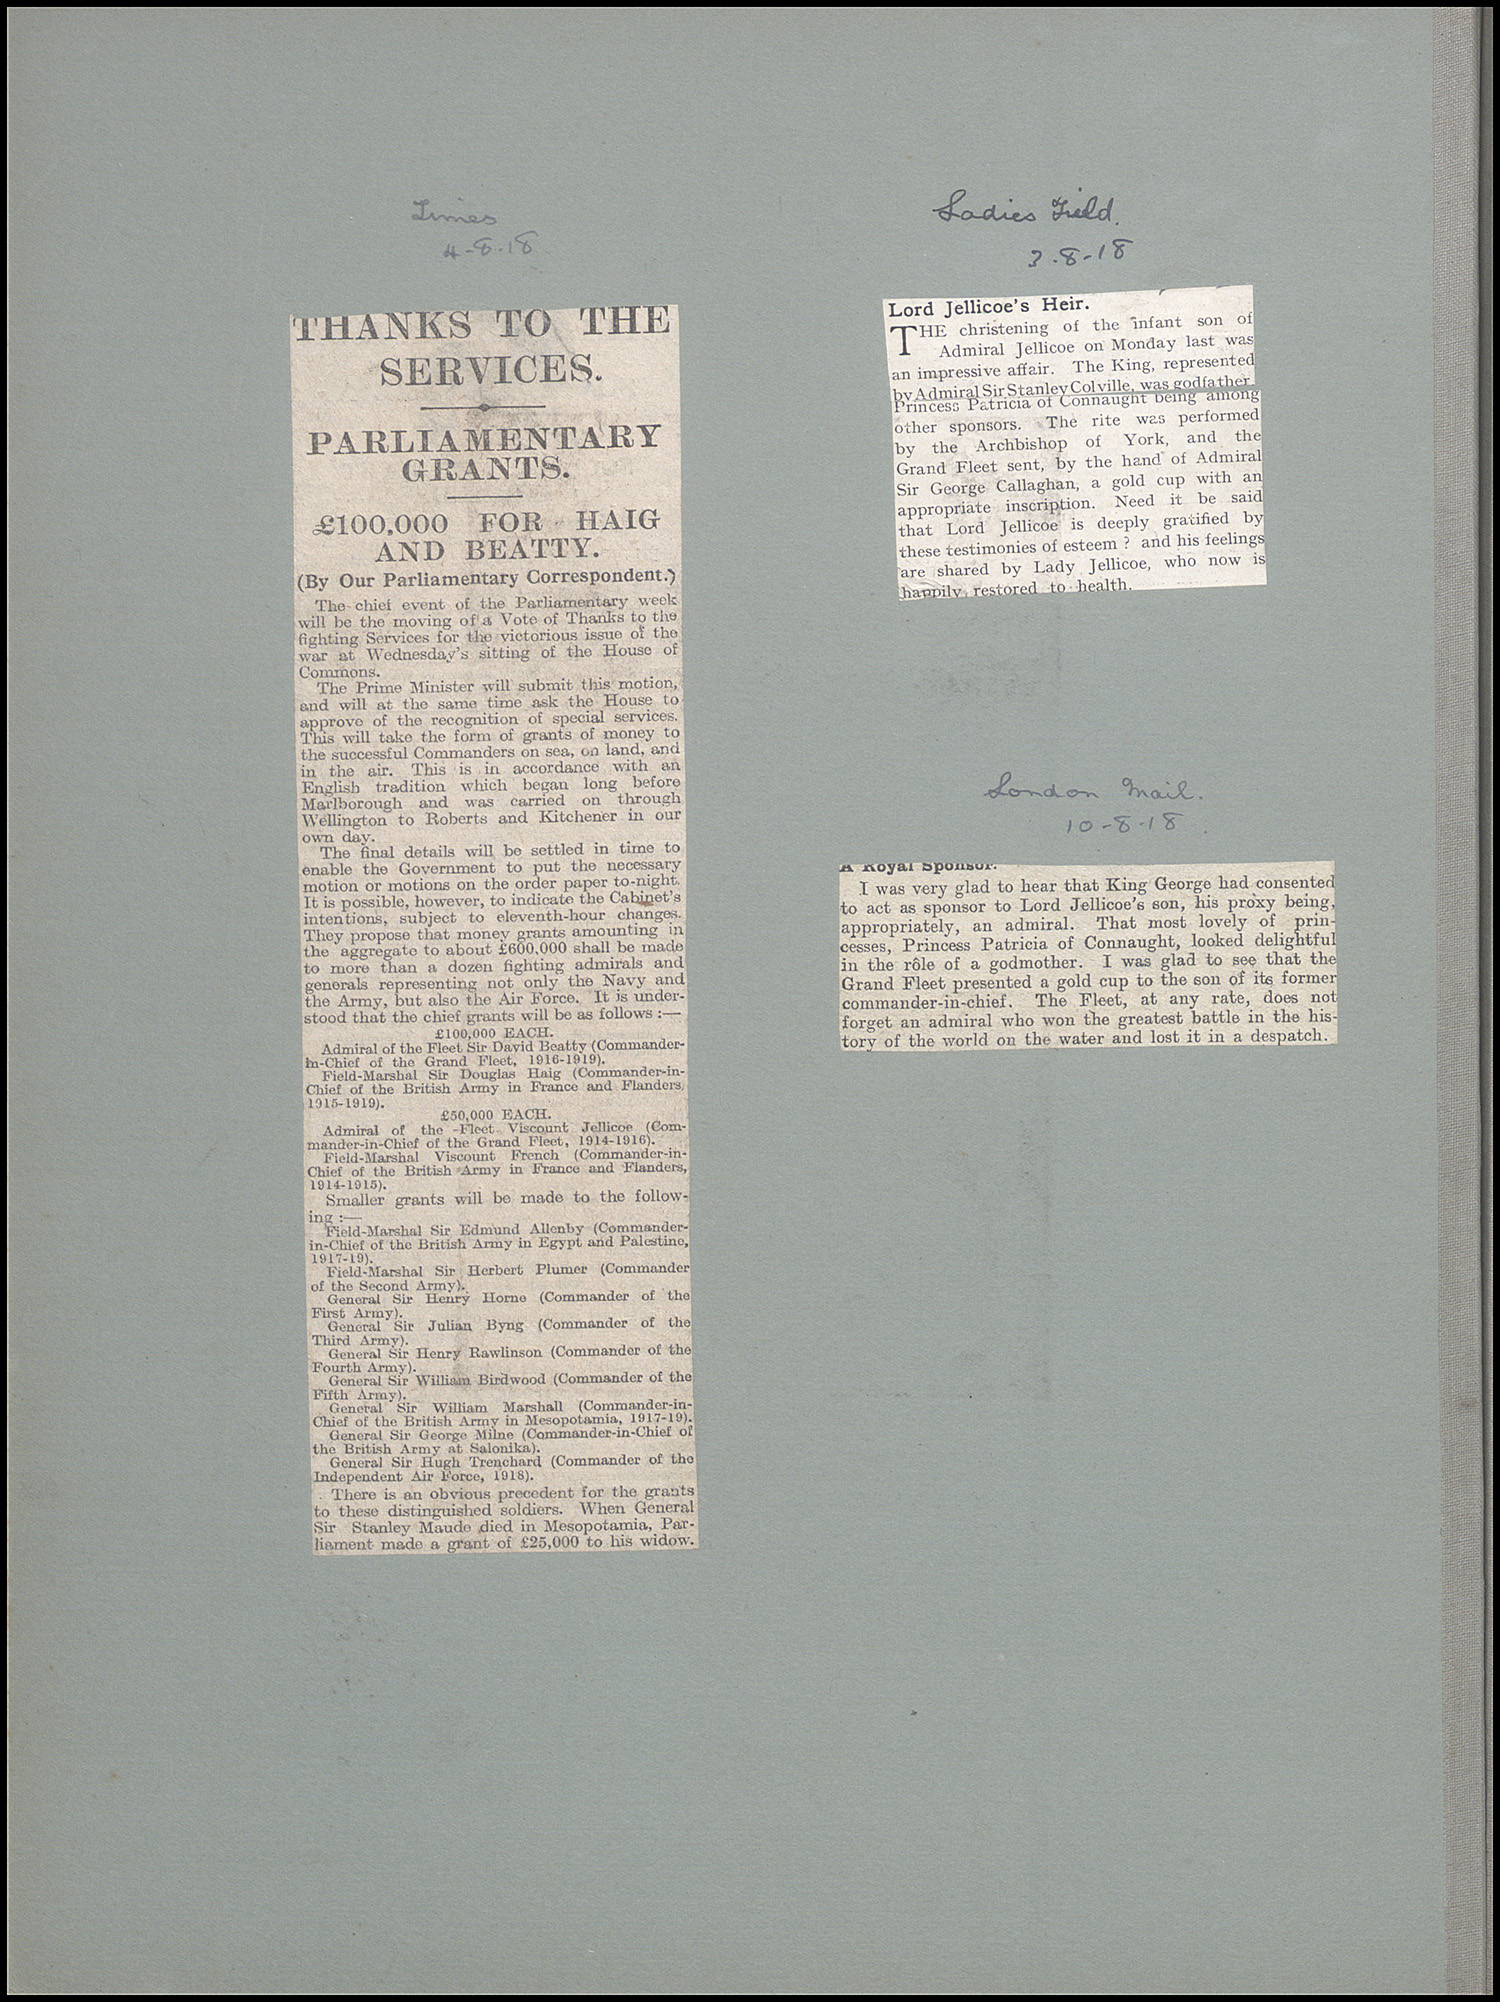 Times
4-8-18
THANKS TO THE
SERVICES.
PARLIAMENTARY
GRANTS.
£100,000 FOR HAIG
AND BEATTY.
(By Our Parliamentary Correspondent.)
The chief event of the Parliamentary week
will be the moving of a Vote of Thanks to the
fighting Services for the victorious issue of the
war at Wednesday's sitting of the House of
Commons.
The Prime Minister will submit this motion,
and will at the same time ask the House to
approve of the recognition of special services.
This will take the form of grants of money to
the successful Commanders on sea, on land, and
in the air. This is in accordance with an
English tradition which began long before
Marlborough and was carried on through
Wellington to Roberts and Kitchener in our
own day.
The final details will be settled in time to
enable the Government to put the necessary
motion or motions on the order paper to-night.
It is possible, however, to indicate the Cabinet's
intentions, subject to eleventh-hour changes.
They propose that money grants amounting in
the aggregate to about £600,000 shall be made
to more than a dozen fighting admirals and
generals representing not only the Navy and
the Army, but also the Air Force. It is under-
stood that the chief grants will be as follows :—
£100,000 EACH.
Admiral of the Fleet Sir David Beatty (Commander-
in-Chief of the Grand Fleet, 1916-1919).
Field-Marshal Sir Douglas Haig (Commander-in-
Chief of the British Army in France and Flanders,
1915-1919).
£50,000 EACH.
Admiral of the Fleet Viscount Jellicoe (Com-
mander-in-Chief of the Grand Fleet, 1914-1916).
Field-Marshal Viscount French (Commander-in-
Chief of the British Army in France and Flanders,
1914-1915).
Smaller grants will be made to the follow-
ing :—
Field-Marshal Sir Edmund Allenby (Commander-
in-Chief of the British Army in Egypt and Palestine,
1917-19).
Field-Marshal Sir Herbert Plumer (Commander
of the Second Army).
General Sir Henry Horne (Commander of the
First Army).
General Sir Julian Byng (Commander of the
Third Army).
General Sir Henry Rawlinson (Commander of the
Fourth Army).
General Sir William Birdwood (Commander of the
Fifth Army).
General Sir William Marshall (Commander-in-
Chief of the British Army in Mesopotamia, 1917-19).
General Sir George Milne (Commander-in-Chief of
the British Army at Salonika).
General Sir Hugh Trenchard (Commander of the
Independent Air Force, 1918).
There is an obvious precedent for the grants
to these distinguished soldiers. When General
Sir Stanley Maude died in Mesopotamia, Par-
liament made a grant of £25,000 to his widow.
Ladies Field.
3.8-18
Lord Jellicoe's Heir.
THE christening of the infant son of
Admiral Jellicoe on Monday last was
an impressive affair. The King, represented
by Admiral Sir Stanley Colville, was godfather
Princess Patricia of Connaught being among
other sponsors. The rite was performed
by the Archbishop of York, and the
Grand Fleet sent, by the hand of Admiral
Sir George Callaghan, a gold cup with an
appropriate inscription. Need it be said
that Lord Jellicoe is deeply gratified by
these testimonies of esteem ? and his feelings
are shared by Lady Jellicoe, who now is
happily restored to health.
London Mail.
10-8-18
A Royal Sponsor.
I was very glad to hear that King George had consented
to act as sponsor to Lord Jellicoe's son, his proxy being,
appropriately, an admiral. That most lovely of prin-
cesses, Princess Patricia of Connaught, looked delightful
in the rôle of a godmother. I was glad to see that the
Grand Fleet presented a gold cup to the son of its former
commander-in-chief. The Fleet, at any rate, does not
forget an admiral who won the greatest battle in the his-
tory of the world on the water and lost it in a despatch.